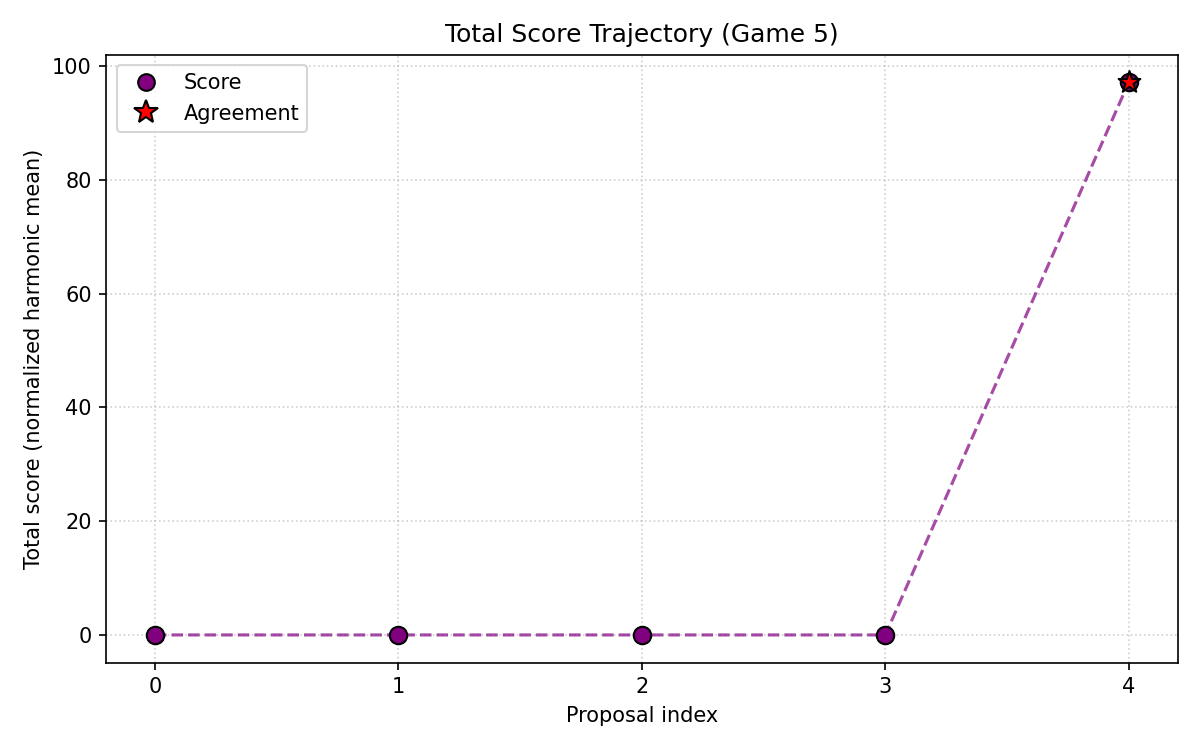 Total Score Trajectory (Game 5)
Score
Agreement
100
80
60
40
20
0
Total score (normalized harmonic mean)
0 1 2 3 4
Proposal index